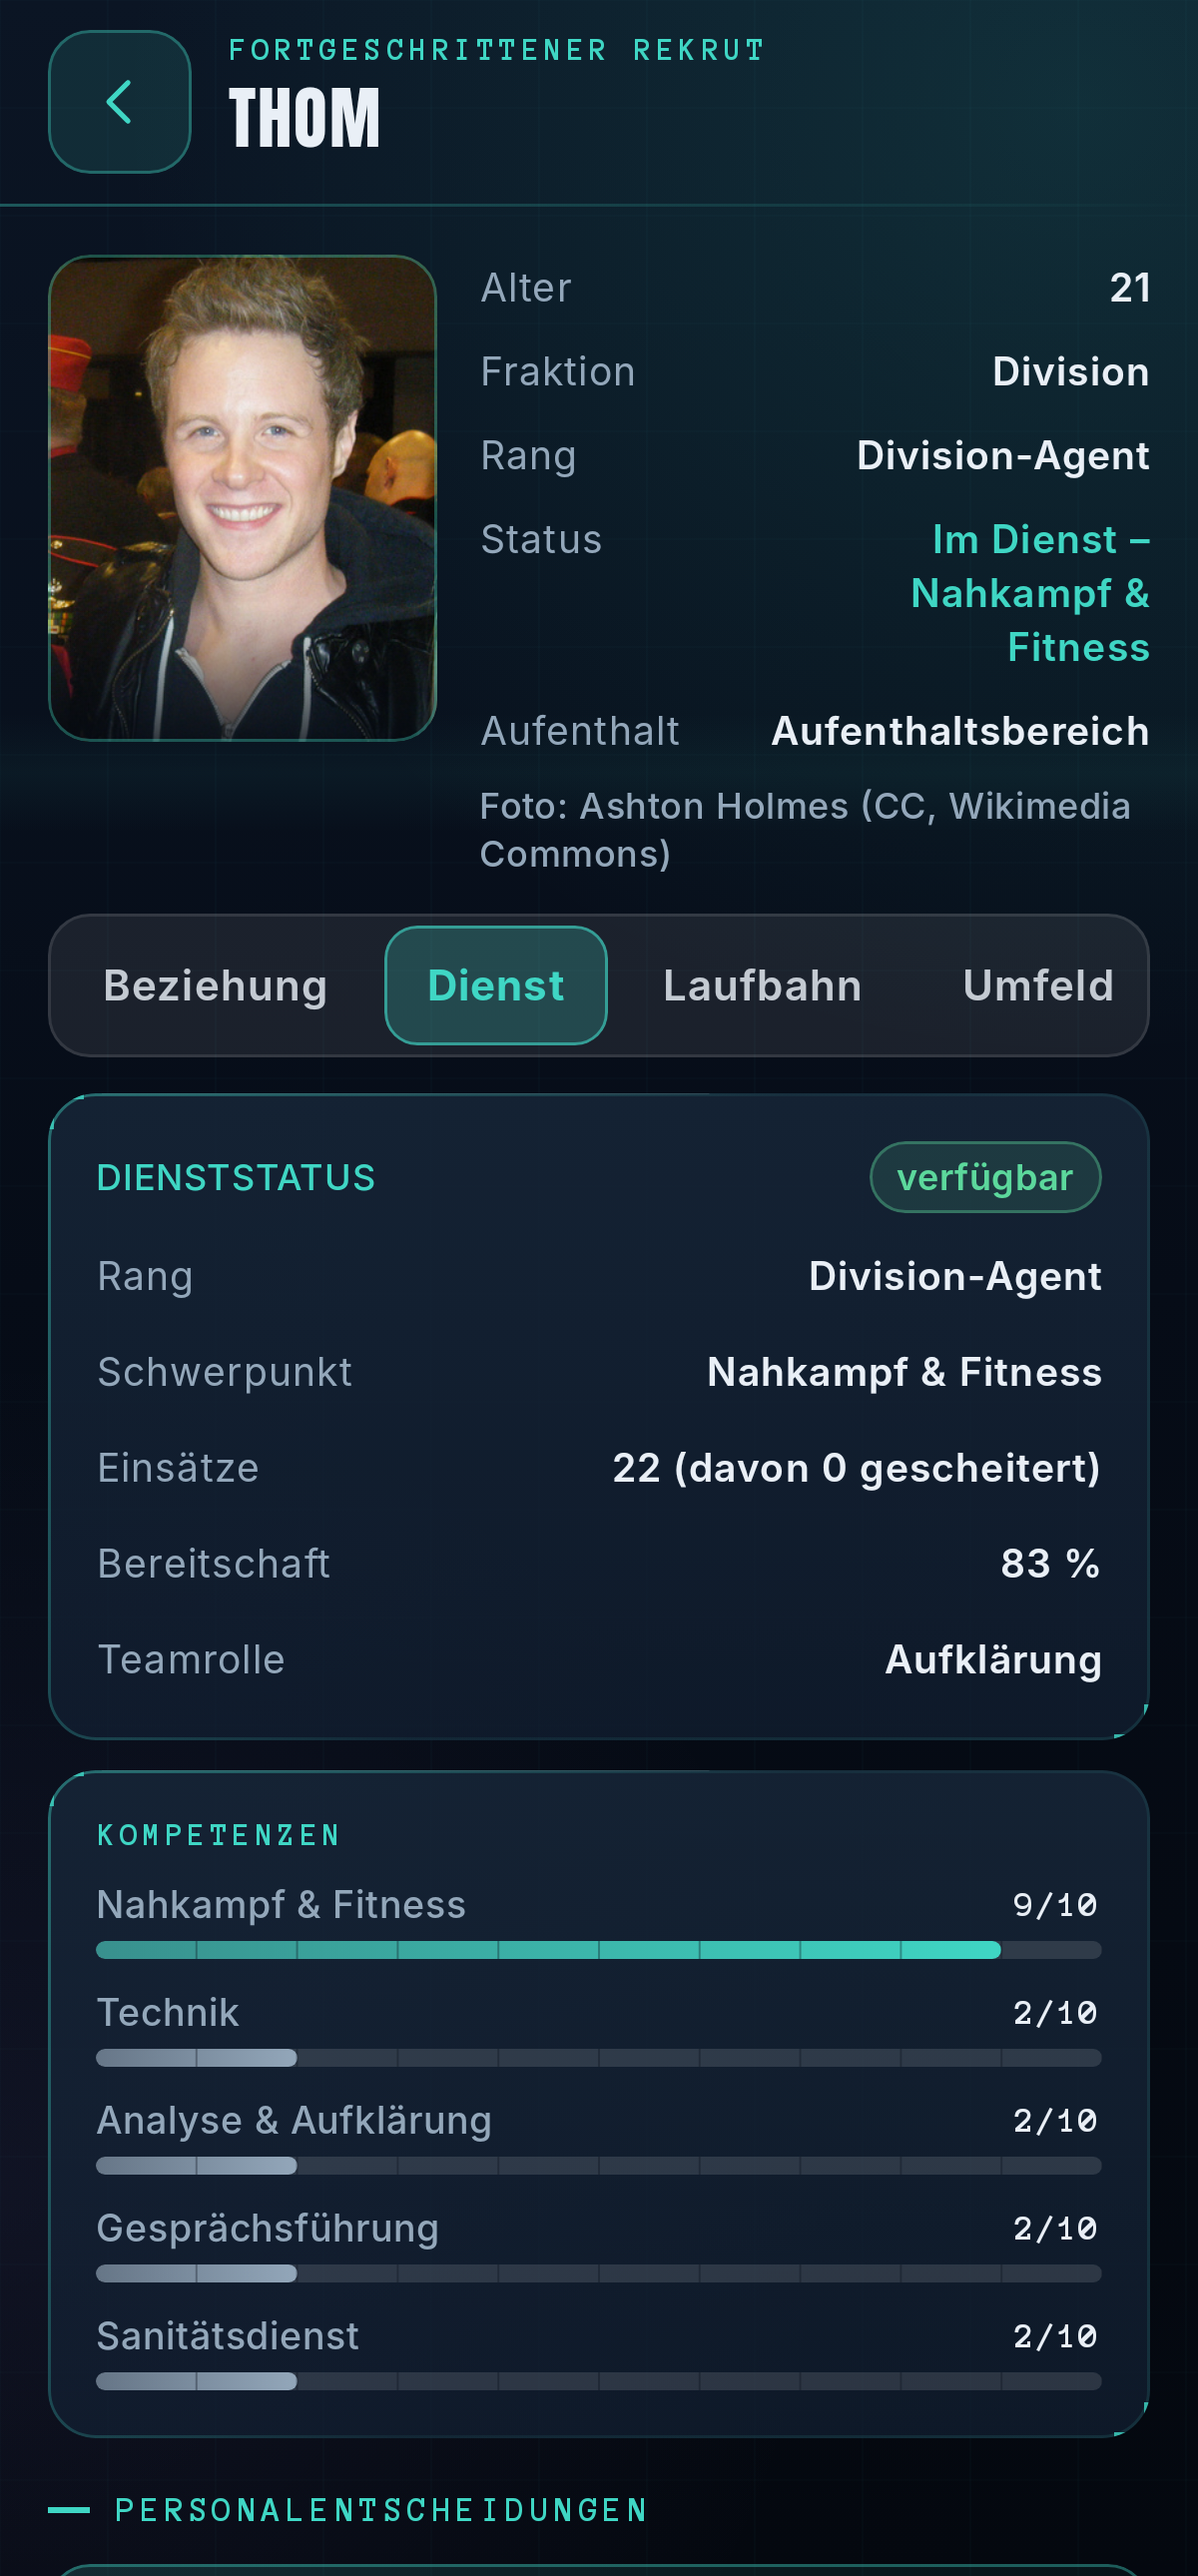 FORTGESCHRITTENER REKRUT
THOM
Alter 21
Fraktion Division
Rang Division-Agent
Status Im Dienst –
Nahkampf &
Fitness
Aufenthalt Aufenthaltsbereich
Foto: Ashton Holmes (CC, Wikimedia
Commons)
Beziehung Dienst Laufbahn Umfeld
DIENSTSTATUS verfügbar
Rang Division-Agent
Schwerpunkt Nahkampf & Fitness
Einsätze 22 (davon 0 gescheitert)
Bereitschaft 83 %
Teamrolle Aufklärung
KOMPETENZEN
Nahkampf & Fitness 9/10
Technik 2/10
Analyse & Aufklärung 2/10
Gesprächsführung 2/10
Sanitätsdienst 2/10
PERSONALENTSCHEIDUNGEN